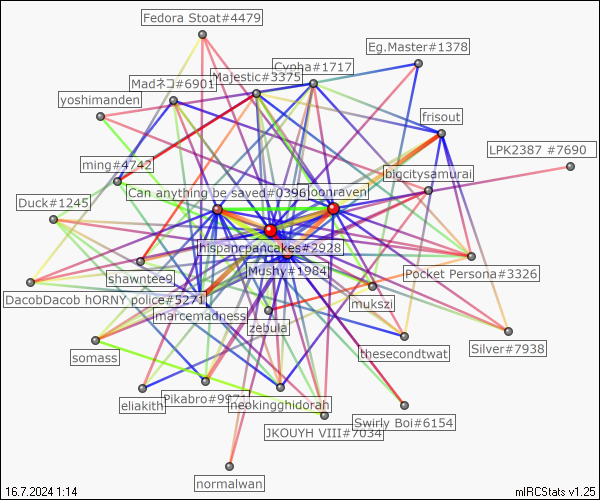 Fedora Stoat#4479
Eg.Master#1378
Cypha#1717
Majestic#3375
Madネコ#6901
yoshimanden
frisout
LPK2387 #7690
ming#4742
bigcitysamurai
Can anything be saved#0396
Duck#1245
hispancpancakes#2928
Mushy#1984
Pocket Persona#3326
shawntee9
DacobDacob hORNY police#5271
mukszi
marcemadness
zebula
thesecondtwat
Silver#7938
somass
eliakith
neokingghidorah
Swirly Boi#6154
JKOUYH VIII#7034
normalwan
16.7.2024 1:14
mIRCStats v1.25